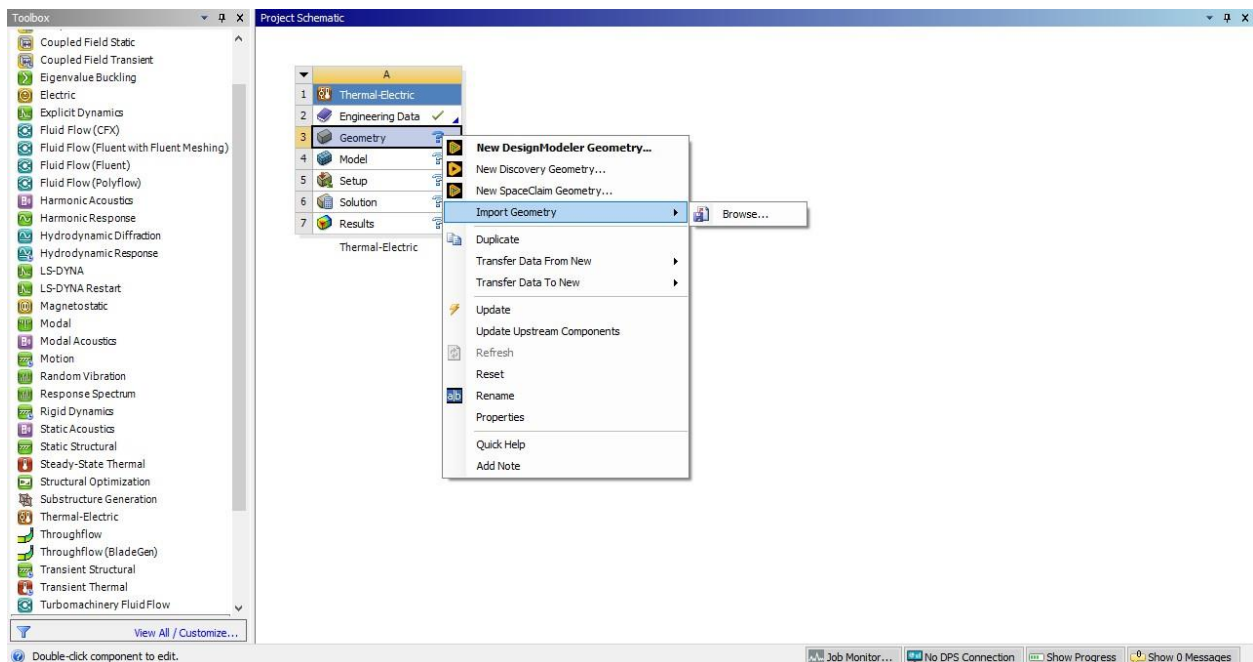 Toolbox
Coupled Field Static
Coupled Field Transient
Eigenvalue Buckling
Electric
Explicit Dynamics
Fluid Flow (CFX)
Fluid Flow (Fluent with Fluent Meshing)
Fluid Flow (Fluent)
Fluid Flow (Polyflow)
Harmonic Acoustics
Harmonic Response
Hydrodynamic Diffraction
Hydrodynamic Response
LS-DYNA
LS-DYNA Restart
Magnetostatic
Modal
Modal Acoustics
Motion
Random Vibration
Response Spectrum
Rigid Dynamics
Static Acoustics
Static Structural
Steady-State Thermal
Structural Optimization
Substructure Generation
Thermal-Electric
Throughflow
Throughflow (BladeGen)
Transient Structural
Transient Thermal
Turbomachinery Fluid Flow
View All / Customize...
Project Schematic
A
1 Thermal-Electric
2 Engineering Data
3 Geometry
4 Model
5 Setup
6 Solution
7 Results
Thermal-Electric
New DesignModeler Geometry...
New Discovery Geometry...
New SpaceClaim Geometry...
Import Geometry
Browse...
Duplicate
Transfer Data From New
Transfer Data To New
Update
Update Upstream Components
Refresh
Reset
a|b Rename
Properties
Quick Help
Add Note
Double-click component to edit.
Job Monitor... No DPS Connection Show Progress Show 0 Messages